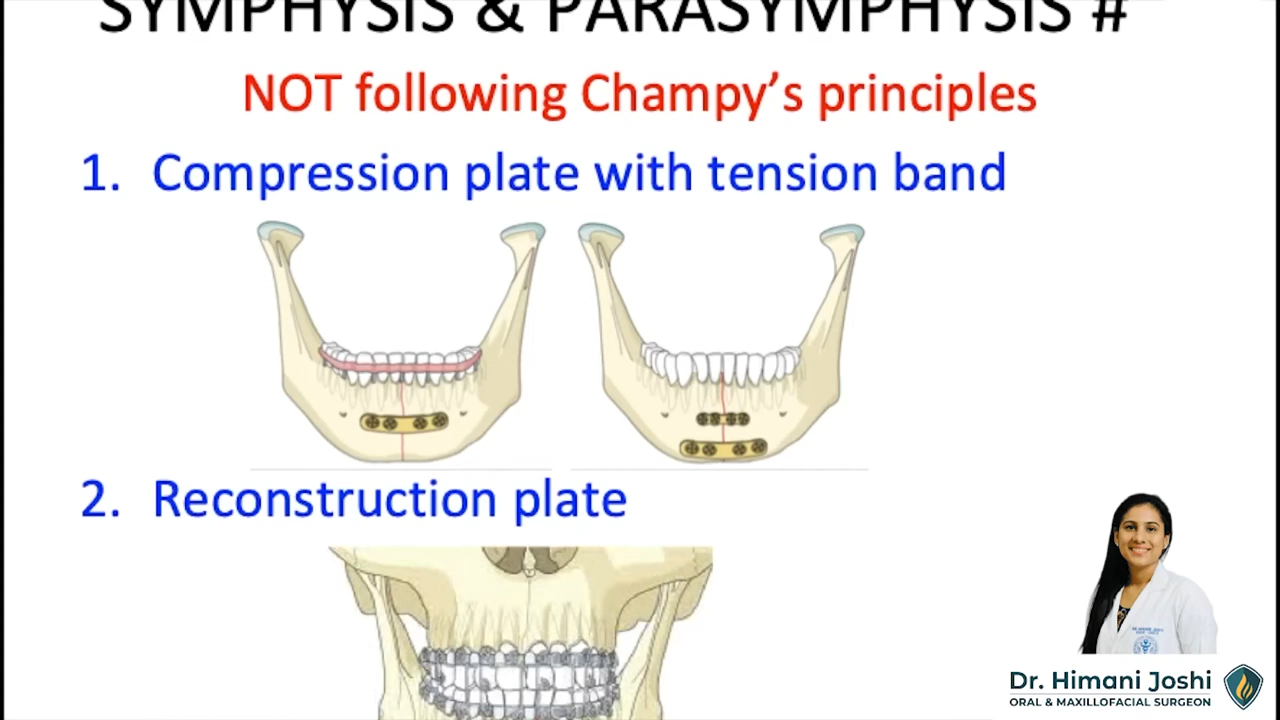 SYMPHYSIS & PARASYMPHYSIS #
NOT following Champy's principles
1. Compression plate with tension band
2. Reconstruction plate
Dr. Himani Joshi
ORAL & MAXILLOFACIAL SURGEON